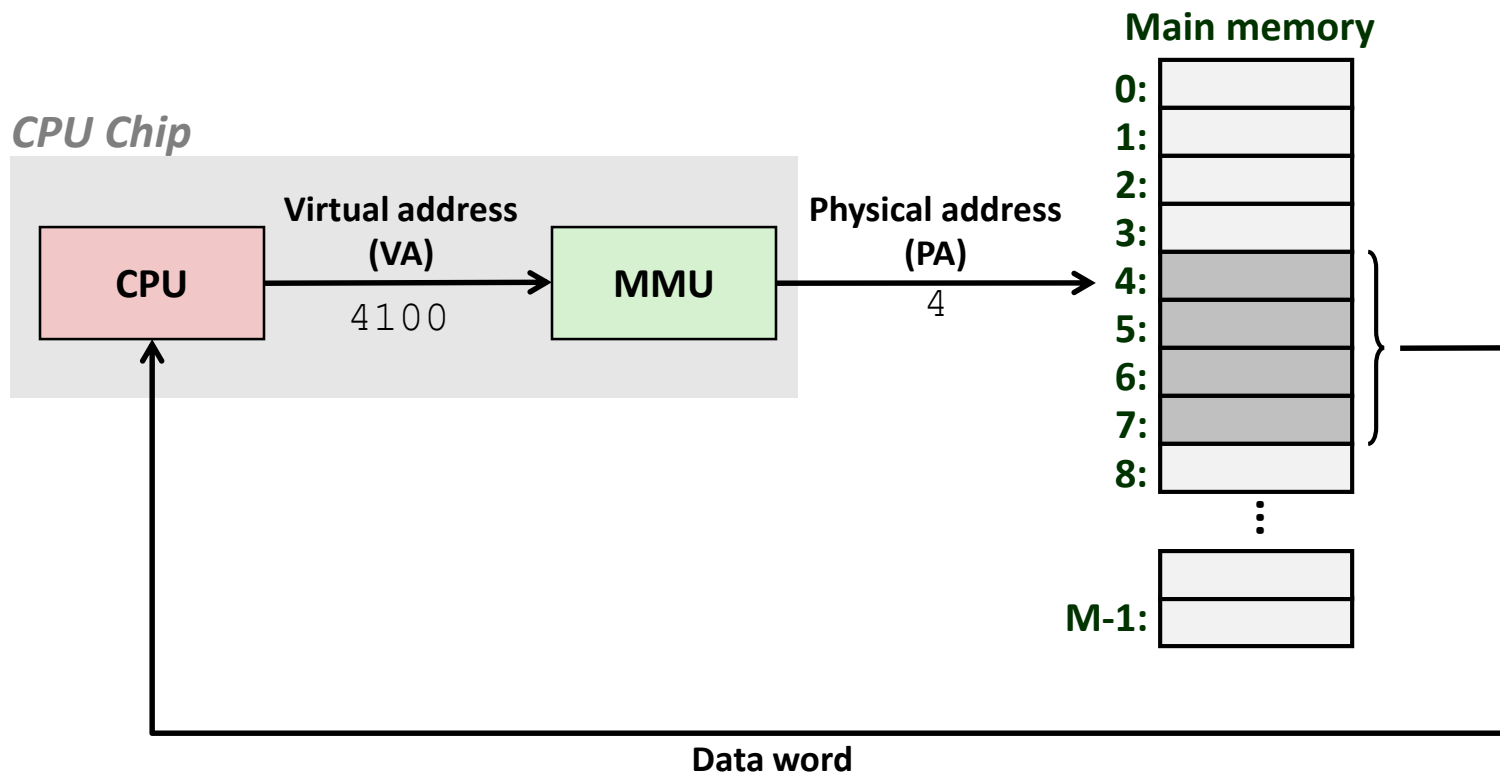 Main memory
0:
CPU Chip
1:
2:
Virtual address
(VA)
Physical address
(PA)
3:
CPU
4100
MMU
4
4:
5:
6:
7:
8:
⋮
M-1:
Data word